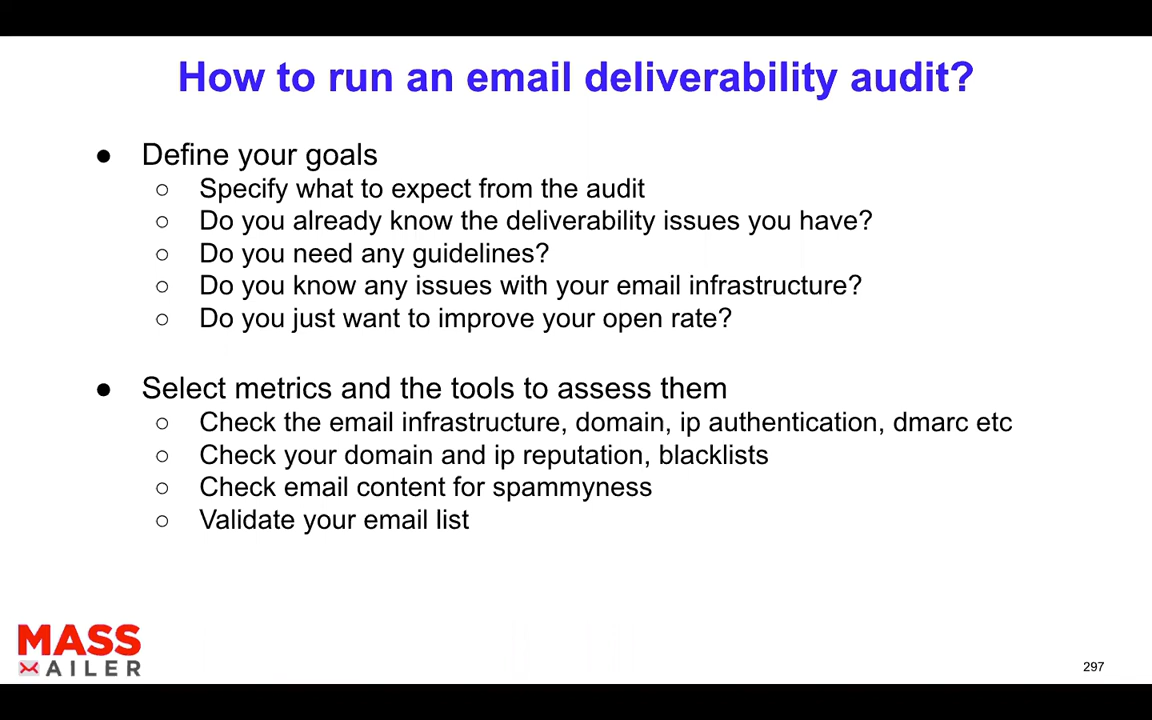 How to run an email deliverability audit?
● Define your goals
○ Specify what to expect from the audit
○ Do you already know the deliverability issues you have?
○ Do you need any guidelines?
○ Do you know any issues with your email infrastructure?
○ Do you just want to improve your open rate?
● Select metrics and the tools to assess them
○ Check the email infrastructure, domain, ip authentication, dmarc etc
○ Check your domain and ip reputation, blacklists
○ Check email content for spammyness
○ Validate your email list
MASS
MAILER
297